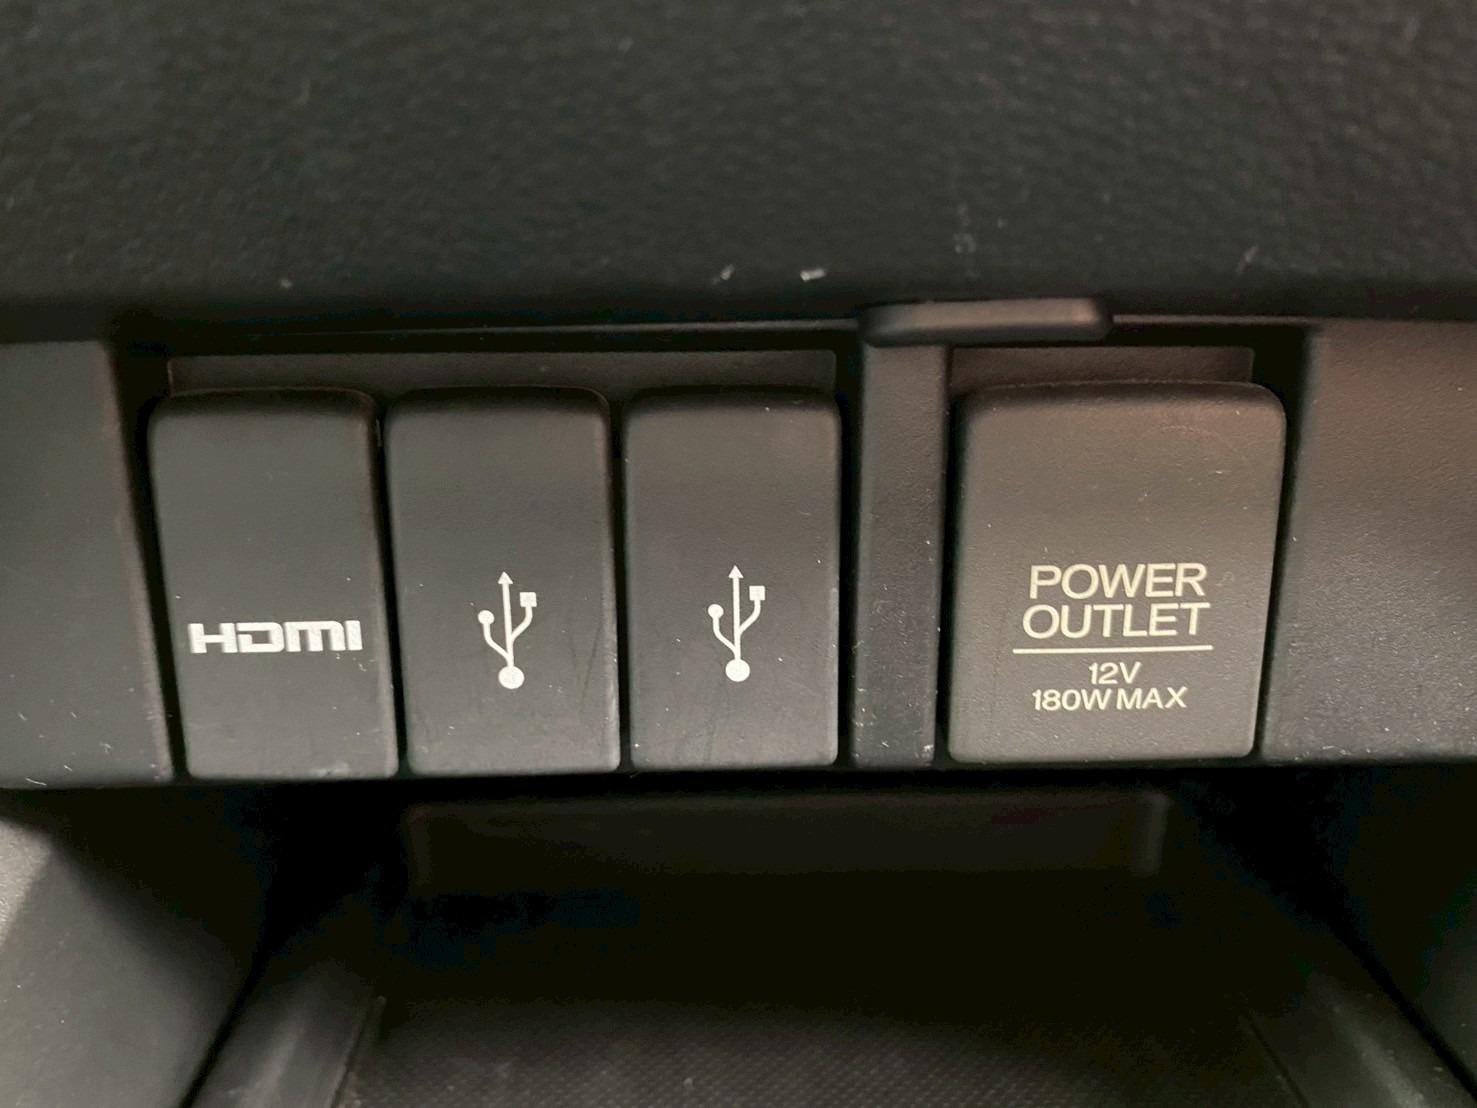 HDMI
POWER
OUTLET
12V
180W MAX